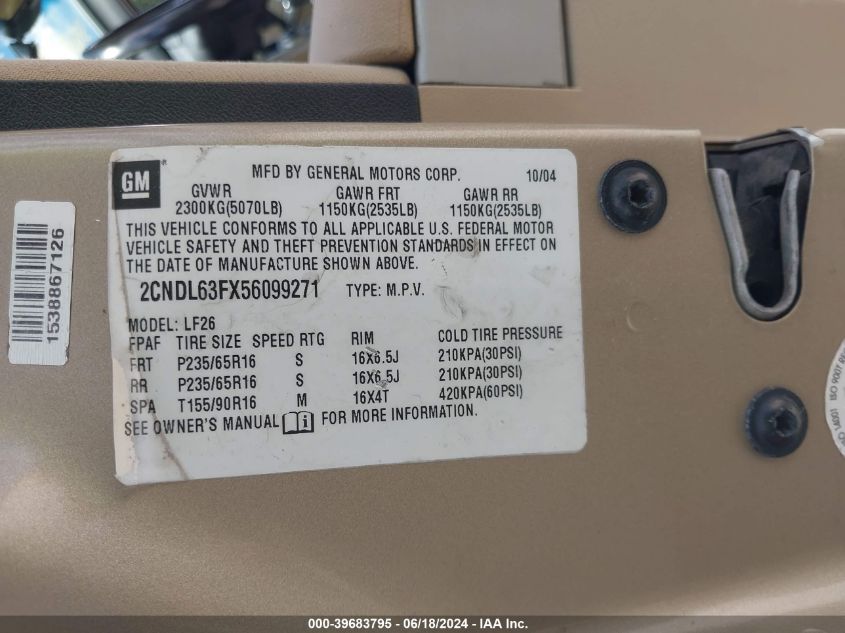 GM
MFD BY GENERAL MOTORS CORP. 10/04
GVWR GAWR FRT GAWR RR
2300KG(5070LB) 1150KG(2535LB) 1150KG(2535LB)
THIS VEHICLE CONFORMS TO ALL APPLICABLE U.S. FEDERAL MOTOR
VEHICLE SAFETY AND THEFT PREVENTION STANDARDS IN EFFECT ON
THE DATE OF MANUFACTURE SHOWN ABOVE.
2CNDL63FX56099271 TYPE: M.P.V.
MODEL: LF26
FPAF TIRE SIZE SPEED RTG RIM COLD TIRE PRESSURE
FRT P235/65R16 S 16X6.5J 210KPA(30PSI)
RR P235/65R16 S 16X6.5J 210KPA(30PSI)
SPA T155/90R16 M 16X4T 420KPA(60PSI)
SEE OWNER'S MANUAL FOR MORE INFORMATION.
1538867126
14001 ISO 9001
000-39683795 - 06/18/2024 - IAA Inc.